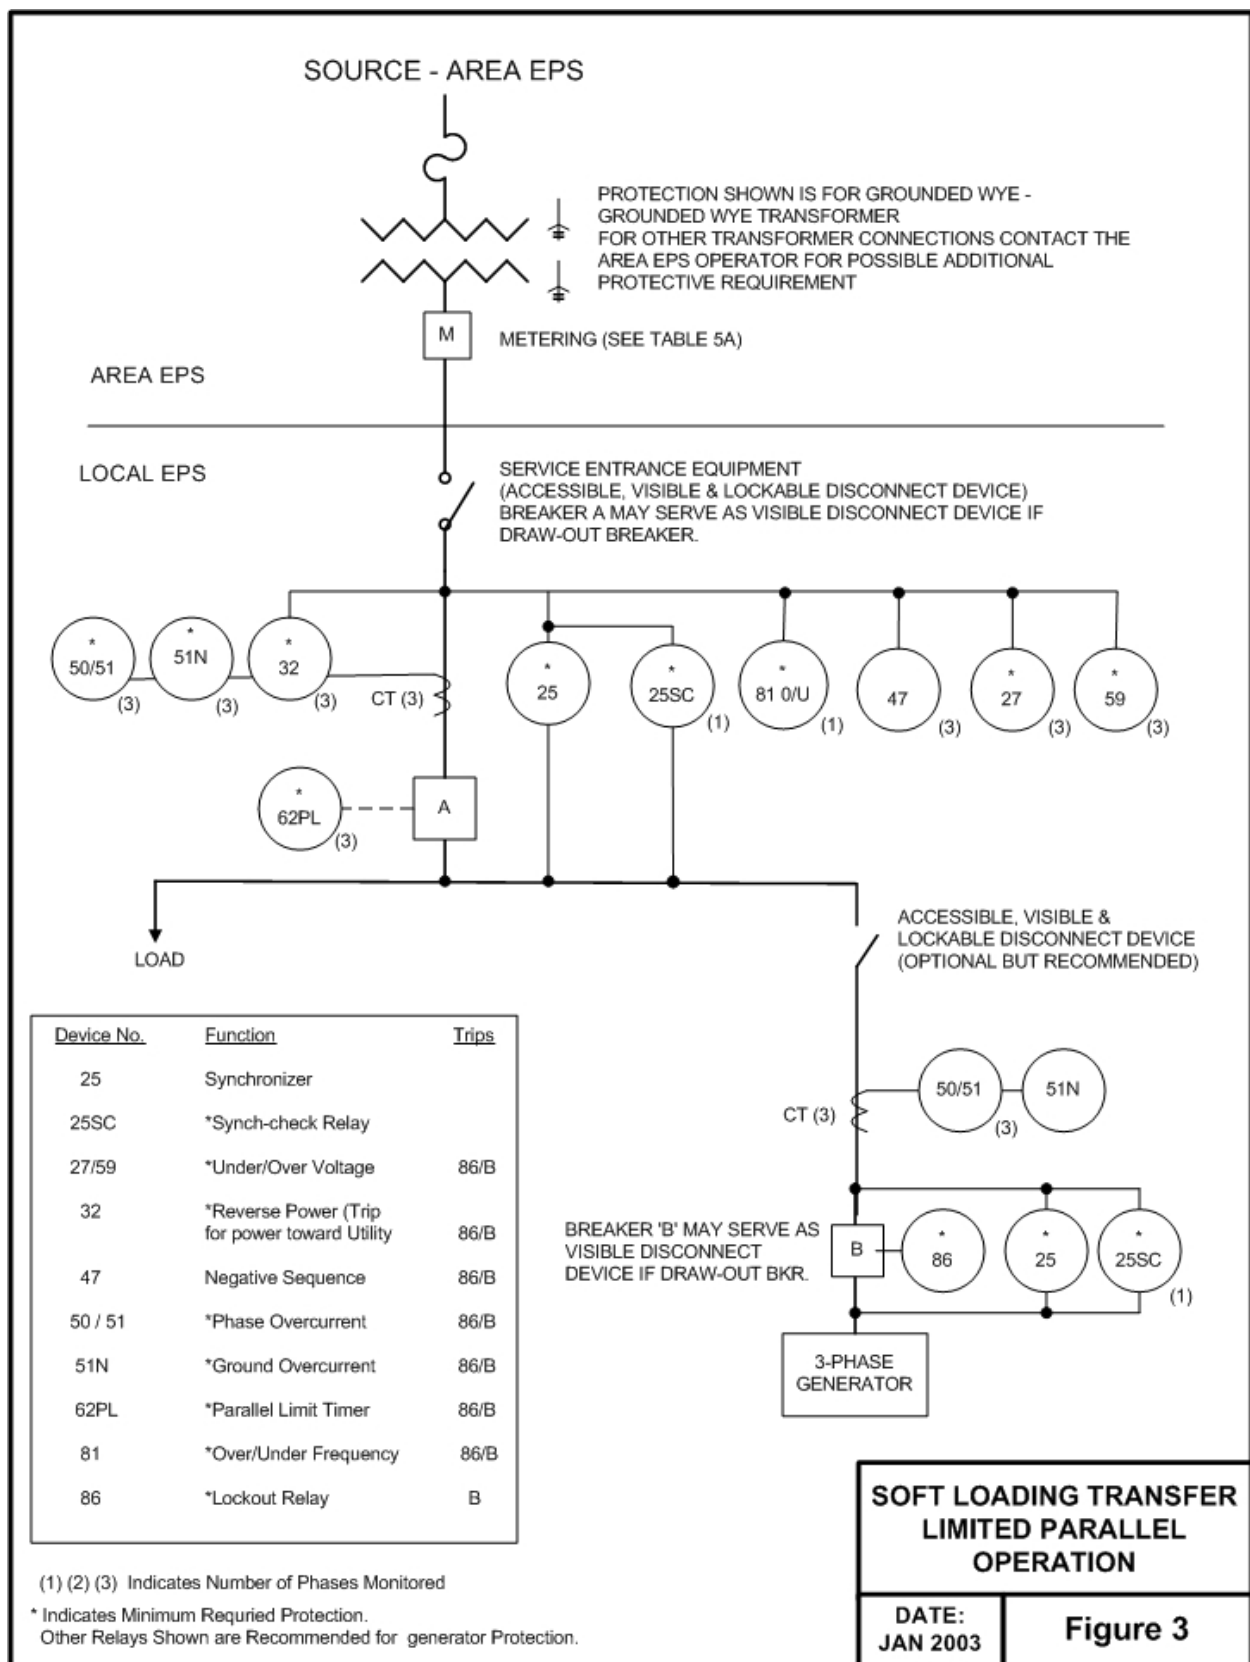 SOURCE - AREA EPS
PROTECTION SHOWN IS FOR GROUNDED WYE -
GROUNDED WYE TRANSFORMER
FOR OTHER TRANSFORMER CONNECTIONS CONTACT THE
AREA EPS OPERATOR FOR POSSIBLE ADDITIONAL
PROTECTIVE REQUIREMENT
M
METERING (SEE TABLE 5A)
AREA EPS
LOCAL EPS
SERVICE ENTRANCE EQUIPMENT
(ACCESSIBLE, VISIBLE & LOCKABLE DISCONNECT DEVICE)
BREAKER A MAY SERVE AS VISIBLE DISCONNECT DEVICE IF
DRAW-OUT BREAKER.
* 50/51 (3)
* 51N (3)
* 32 (3)
CT (3)
* 25
* 25SC (1)
* 81 0/U (1)
47 (3)
* 27 (3)
* 59 (3)
* 62PL (3)
A
LOAD
ACCESSIBLE, VISIBLE &
LOCKABLE DISCONNECT DEVICE
(OPTIONAL BUT RECOMMENDED)
CT (3)
50/51 (3)
51N
BREAKER 'B' MAY SERVE AS
VISIBLE DISCONNECT
DEVICE IF DRAW-OUT BKR.
B
* 86
* 25
* 25SC (1)
3-PHASE
GENERATOR
Device No. Function Trips
25 Synchronizer
25SC *Synch-check Relay
27/59 *Under/Over Voltage 86/B
32 *Reverse Power (Trip
for power toward Utility 86/B
47 Negative Sequence 86/B
50 / 51 *Phase Overcurrent 86/B
51N *Ground Overcurrent 86/B
62PL *Parallel Limit Timer 86/B
81 *Over/Under Frequency 86/B
86 *Lockout Relay B
(1) (2) (3) Indicates Number of Phases Monitored
* Indicates Minimum Requried Protection.
Other Relays Shown are Recommended for generator Protection.
SOFT LOADING TRANSFER
LIMITED PARALLEL
OPERATION
DATE:
JAN 2003
Figure 3